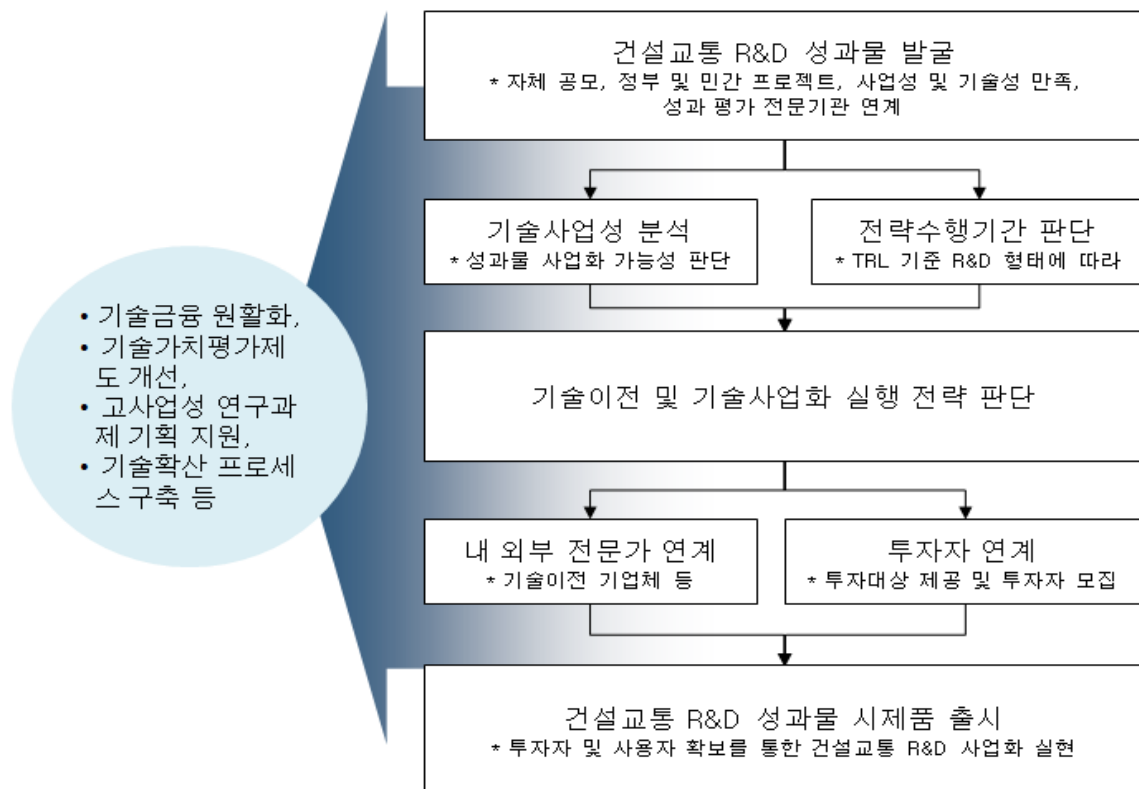 건설교통 R&D 성과물 발굴
* 자체 공모, 정부 및 민간 프로젝트, 사업성 및 기술성 만족,
성과 평가 전문기관 연계
기술사업성 분석
* 성과물 사업화 가능성 판단
전략수행기간 판단
* TRL 기준 R&D 형태에 따라
• 기술금융 원활화,
• 기술가치평가제
도 개선,
• 고사업성 연구과
제 기획 지원,
• 기술확산 프로세
스 구축 등
기술이전 및 기술사업화 실행 전략 판단
내 외부 전문가 연계
* 기술이전 기업체 등
투자자 연계
* 투자대상 제공 및 투자자 모집
건설교통 R&D 성과물 시제품 출시
* 투자자 및 사용자 확보를 통한 건설교통 R&D 사업화 실현